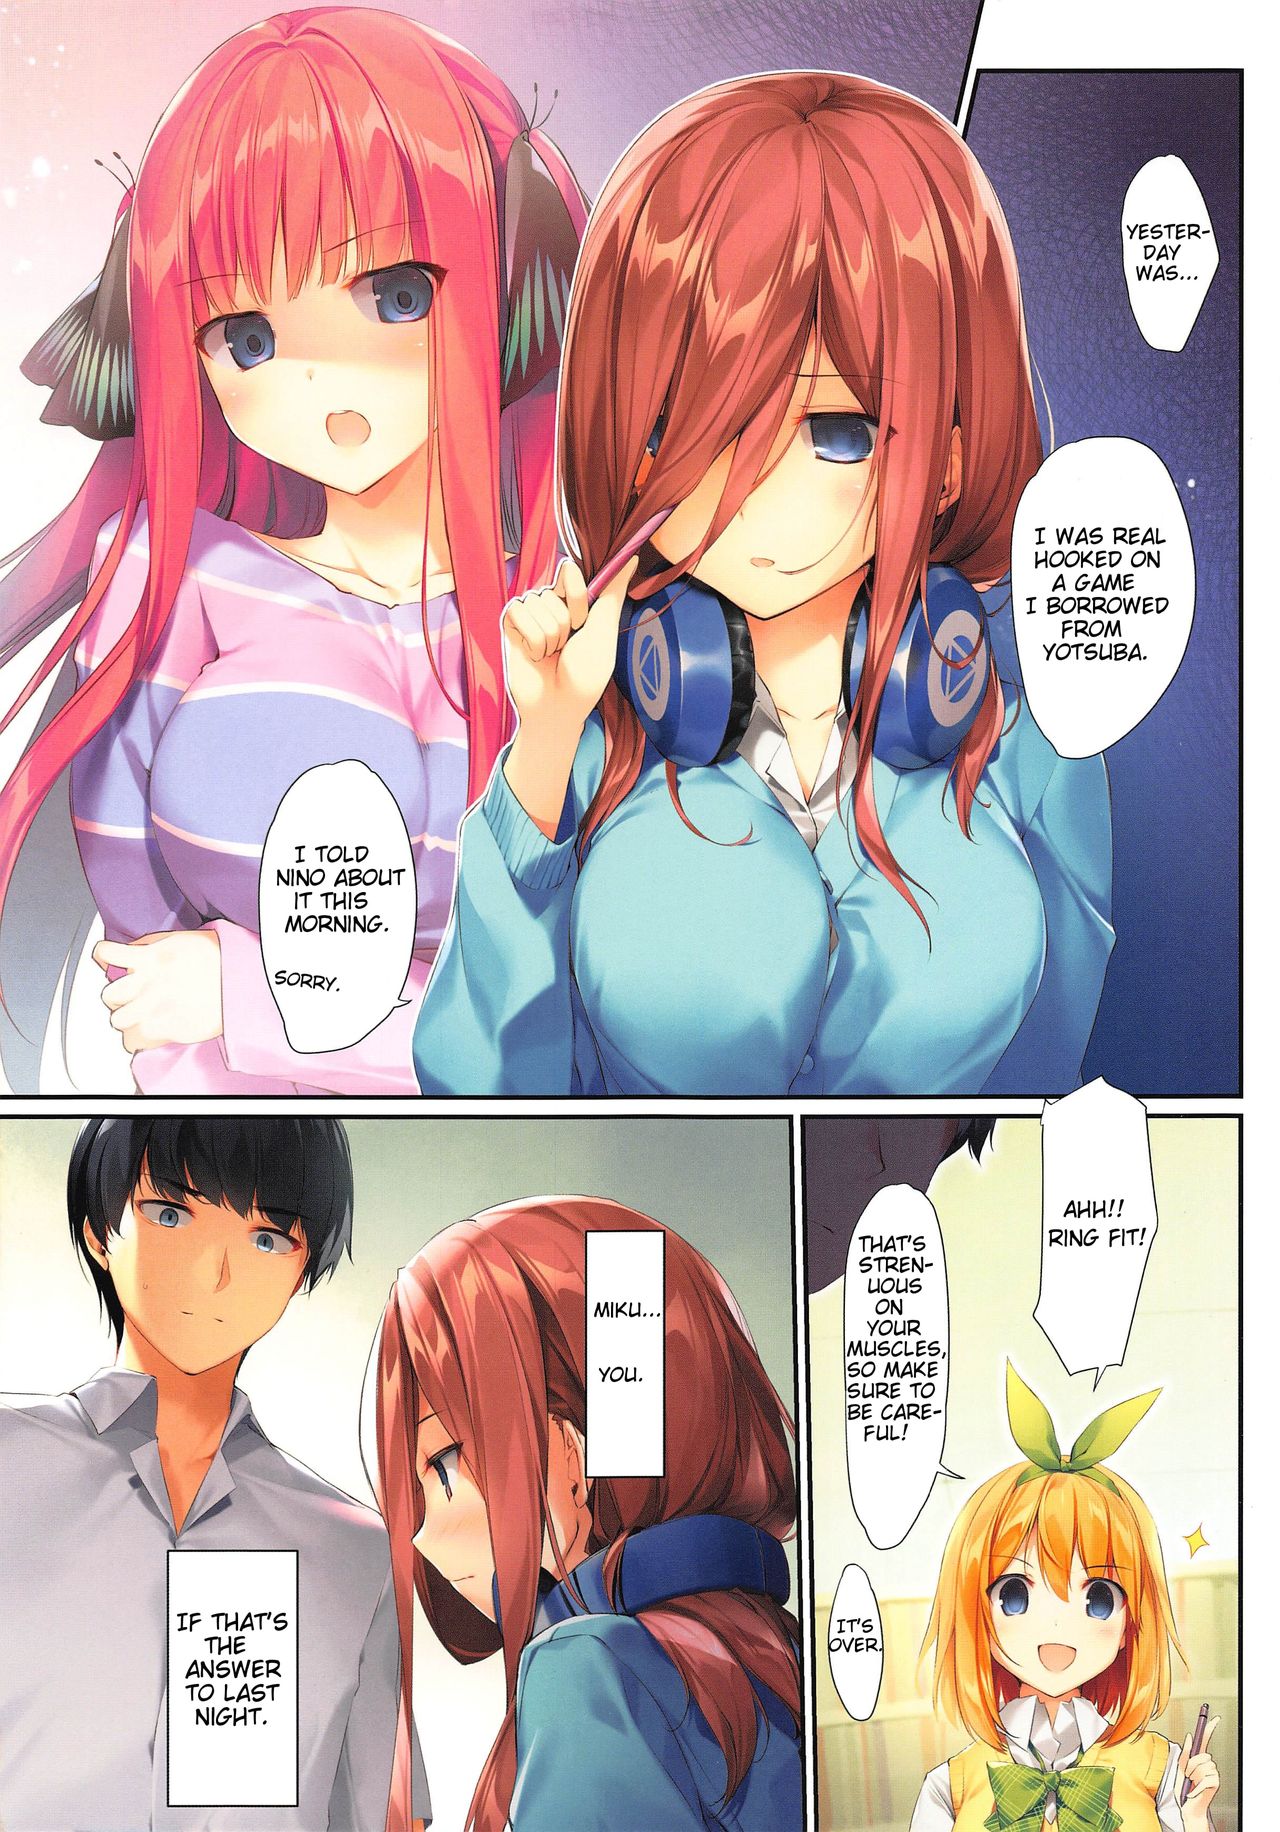 YESTER-
DAY
WAS...
I WAS REAL
HOOKED ON
A GAME
I BORROWED
FROM
YOTSUBA.
I TOLD
NINO ABOUT
IT THIS
MORNING.
SORRY.
AHH!!
RING FIT!
THAT'S
STREN-
UOUS
ON
YOUR
MUSCLES,
SO MAKE
SURE TO
BE CARE-
FUL!
IT'S
OVER.
MIKU...
YOU.
IF THAT'S
THE
ANSWER
TO LAST
NIGHT.